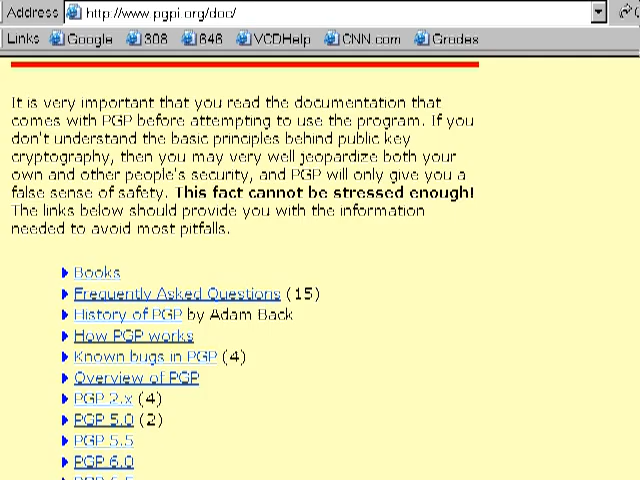 Address http://www.pgpi.org/doc/
Links Google 308 646 VCDHelp CNN.com Grades
It is very important that you read the documentation that
comes with PGP before attempting to use the program. If you
don't understand the basic principles behind public key
cryptography, then you may very well jeopardize both your
own and other people's security, and PGP will only give you a
false sense of safety. This fact cannot be stressed enough!
The links below should provide you with the information
needed to avoid most pitfalls.
Books
Frequently Asked Questions (15)
History of PGP by Adam Back
How PGP works
Known bugs in PGP (4)
Overview of PGP
PGP 2.x (4)
PGP 5.0 (2)
PGP 5.5
PGP 6.0